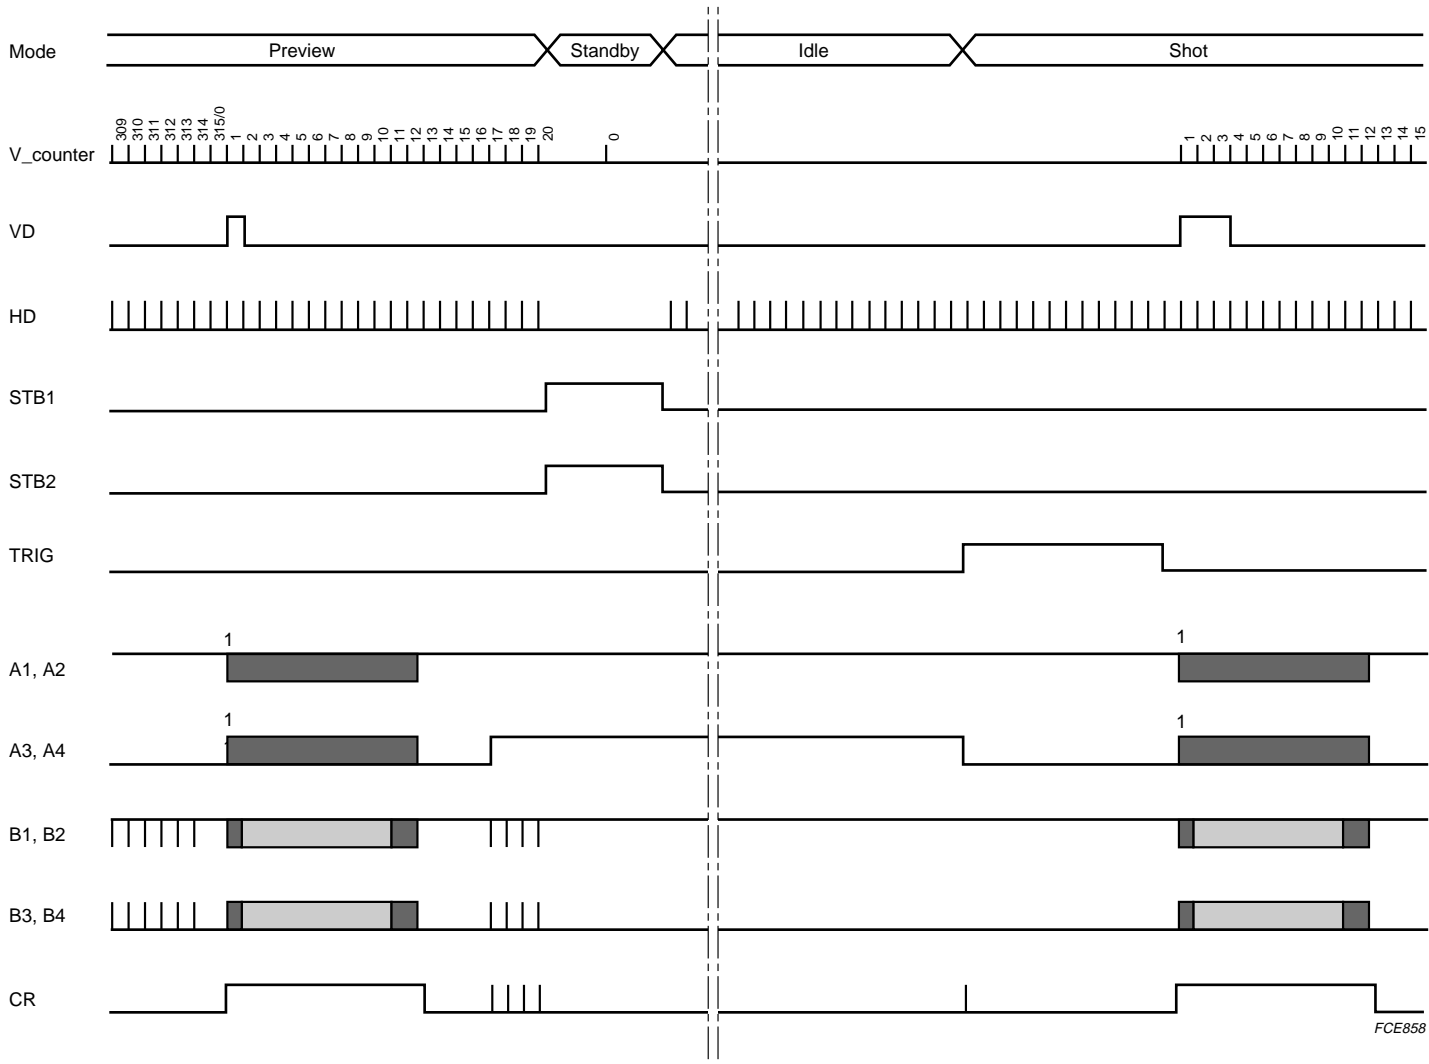 Mode Preview Standby Idle Shot
V_counter 309 310 311 312 313 314 315/0 1 2 3 4 5 6 7 8 9 10 11 12 13 14 15 16 17 18 19 20 0 1 2 3 4 5 6 7 8 9 10 11 12 13 14 15
VD
HD
STB1
STB2
TRIG
1 1
A1, A2
1 1
A3, A4
B1, B2
B3, B4
CR
FCE858